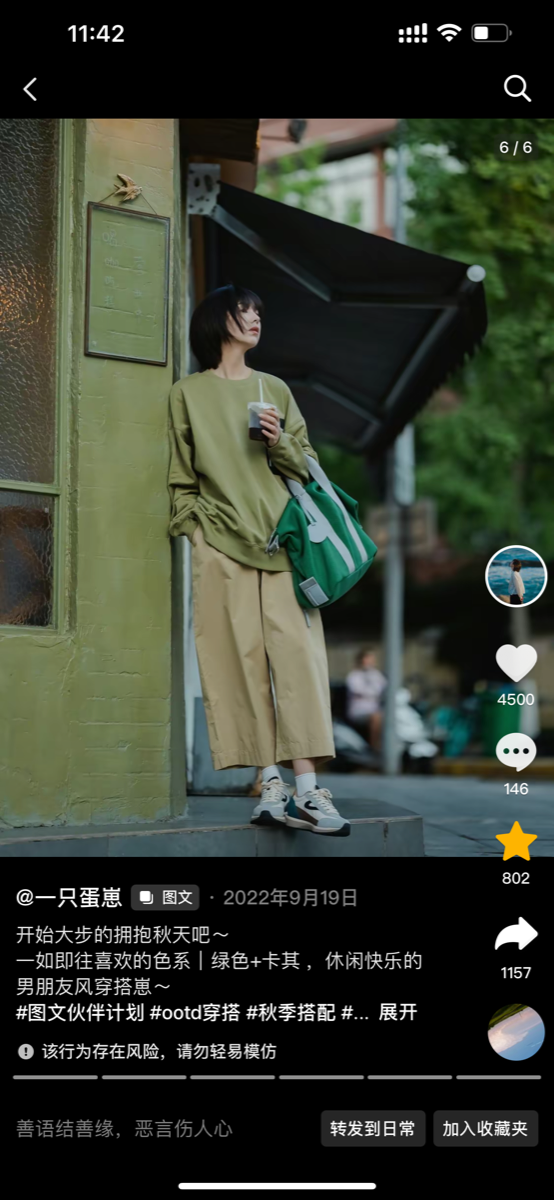 11:42
6 / 6
4500
146
802
1157
@一只蛋崽 图文 · 2022年9月19日
开始大步的拥抱秋天吧～
一如即往喜欢的色系｜绿色+卡其 ，休闲快乐的
男朋友风穿搭崽～
#图文伙伴计划 #ootd穿搭 #秋季搭配 #... 展开
该行为存在风险，请勿轻易模仿
善语结善缘，恶言伤人心
转发到日常 加入收藏夹